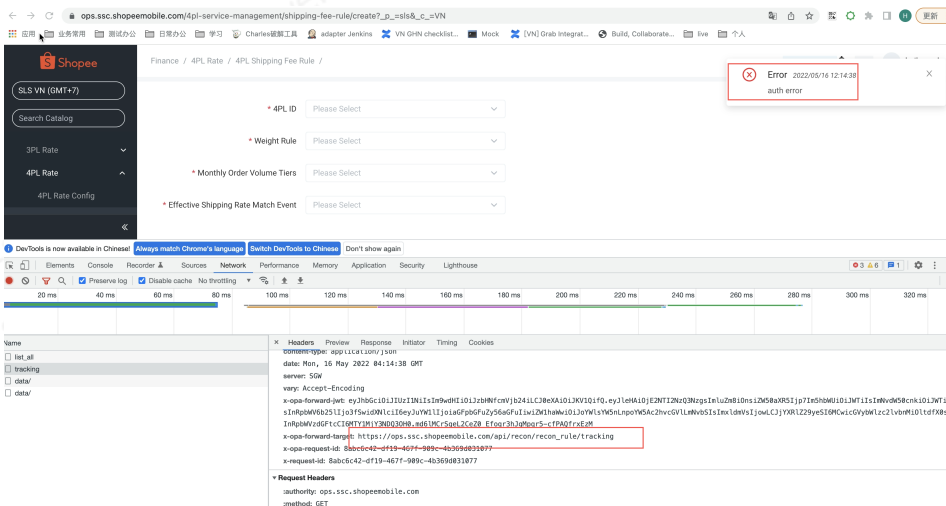 ops.ssc.shopeemobile.com/4pl-service-management/shipping-fee-rule/create?_p_=sls&_c_=VN
更新
应用 业务常用 测试办公 日常办公 学习 Charles破解工具 adapter Jenkins VN GHN checklist... Mock [VN] Grab Integrat... Build, Collaborate... live 个人
Shopee
Finance / 4PL Rate / 4PL Shipping Fee Rule /
Error 2022/05/16 12:14:38
auth error
SLS VN (GMT+7)
Search Catalog
3PL Rate
4PL Rate
4PL Rate Config
* 4PL ID Please Select
* Weight Rule Please Select
* Monthly Order Volume Tiers Please Select
* Effective Shipping Rate Match Event Please Select
DevTools is now available in Chinese! Always match Chrome's language Switch DevTools to Chinese Don't show again
Elements Console Recorder Sources Network Performance Memory Application Security Lighthouse 3 6 1
Preserve log Disable cache No throttling
20 ms 40 ms 60 ms 80 ms 100 ms 120 ms 140 ms 160 ms 180 ms 200 ms 220 ms 240 ms 260 ms 280 ms 300 ms 320 ms
Name
list_all
tracking
data/
data/
× Headers Preview Response Initiator Timing Cookies
content-type: application/json
date: Mon, 16 May 2022 04:14:38 GMT
server: SGW
vary: Accept-Encoding
x-opa-forward-jwt:
x-opa-forward-target: https://ops.ssc.shopeemobile.com/api/recon/recon_rule/tracking
x-opa-request-id: 8abc6c42-df19-467f-909c-4b369d031077
x-request-id: 8abc6c42-df19-467f-909c-4b369d031077
Request Headers
:authority: ops.ssc.shopeemobile.com
:method: GET